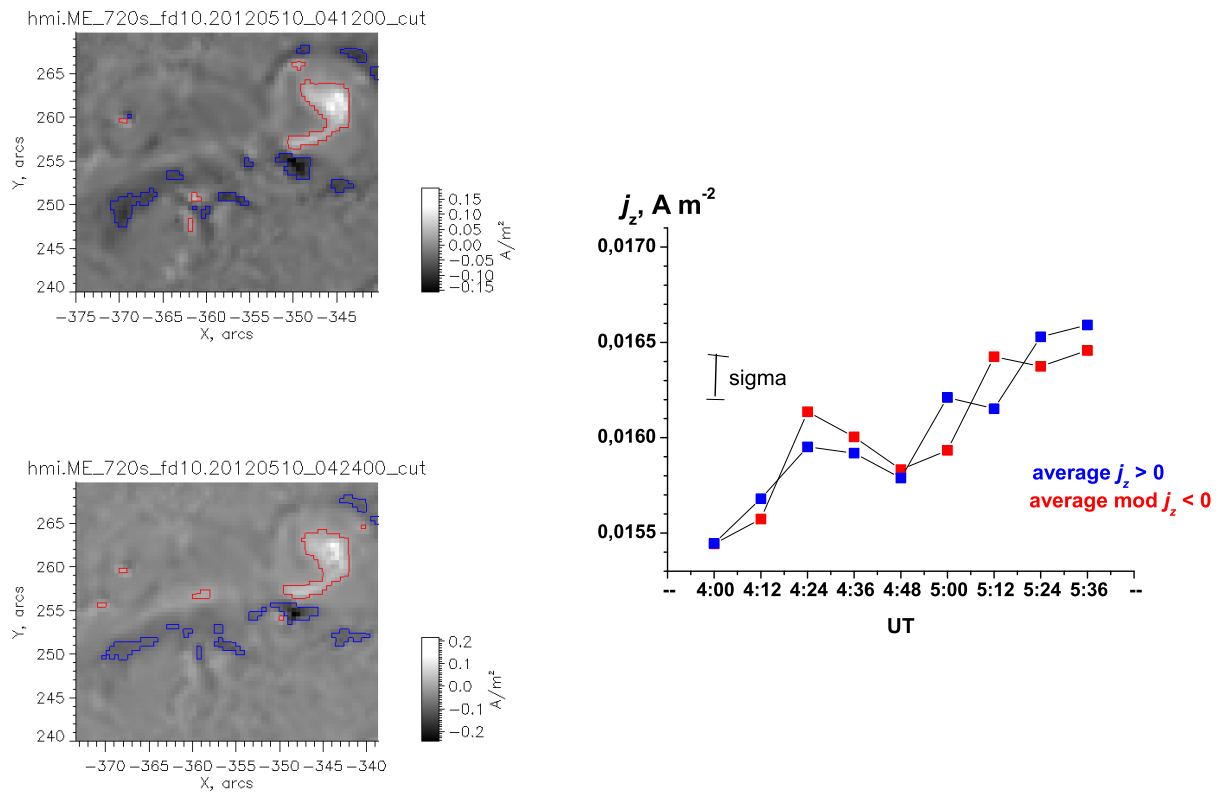 hmi.ME_720s_fd10.20120510_041200_cut
265
260
255
250
245
240
Y, arcs
−375 −370 −365 −360 −355 −350 −345
X, arcs
0.15
0.10
0.05
0.00
−0.05
−0.10
−0.15
A/m²
hmi.ME_720s_fd10.20120510_042400_cut
265
260
255
250
245
240
Y, arcs
−370 −365 −360 −355 −350 −345 −340
X, arcs
0.2
0.1
0.0
−0.1
−0.2
A/m²
j_z, A m⁻²
0,0170
0,0165
0,0160
0,0155
sigma
average j_z > 0
average mod j_z < 0
-- 4:00 4:12 4:24 4:36 4:48 5:00 5:12 5:24 5:36 --
UT